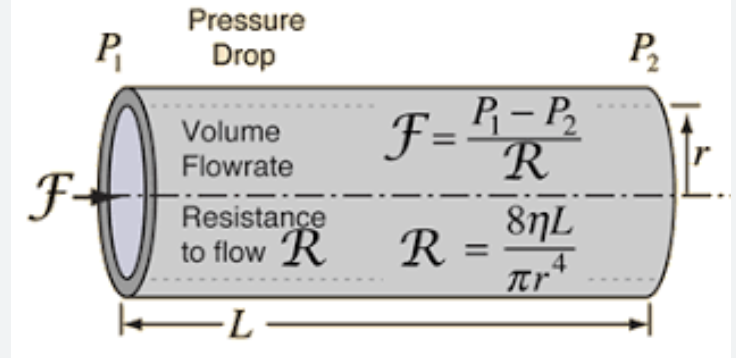 Pressure
Drop
P₁
P₂
Volume
Flowrate
ℱ = (P₁ − P₂) / ℛ
r
ℱ
Resistance
to flow ℛ
ℛ = 8ηL / πr⁴
L